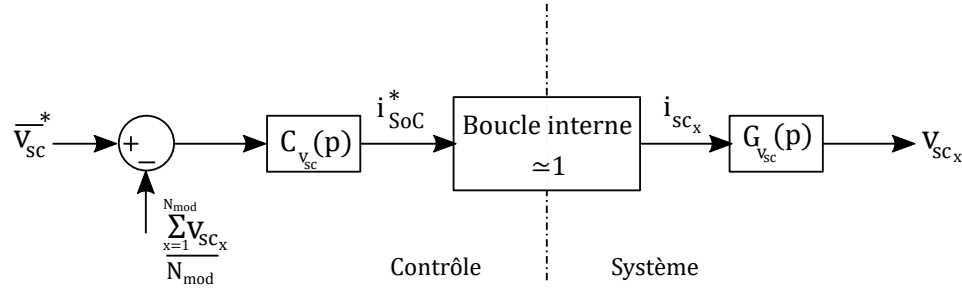 v̅sc* + − Cvsc(p) i*SoC Boucle interne iscx Gvsc(p) vscx
≃1
Nmod
Σ vscx
x=1
Nmod
Contrôle Système